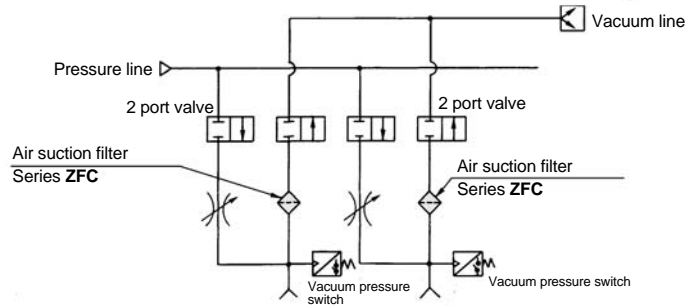 Vacuum line
Pressure line
2 port valve
2 port valve
Air suction filter
Series ZFC
Air suction filter
Series ZFC
Vacuum pressure
switch
Vacuum pressure switch